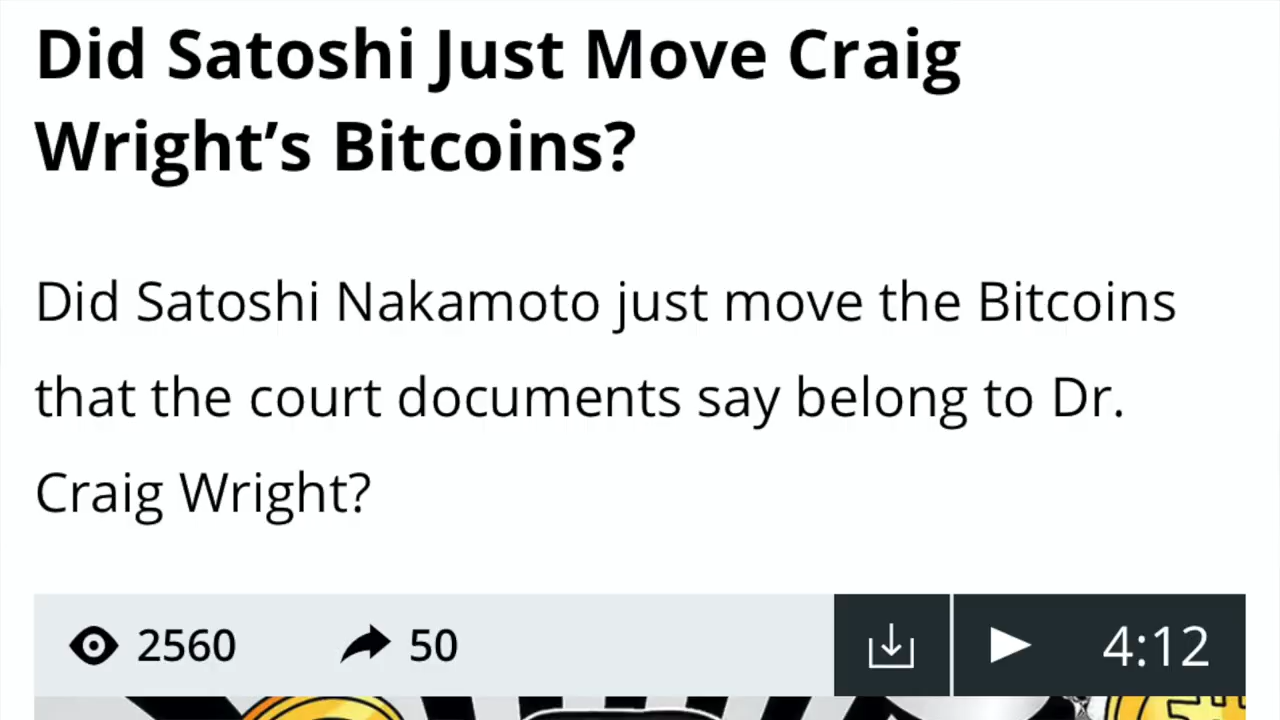 Did Satoshi Just Move Craig
Wright’s Bitcoins?
Did Satoshi Nakamoto just move the Bitcoins
that the court documents say belong to Dr.
Craig Wright?
2560 50 4:12